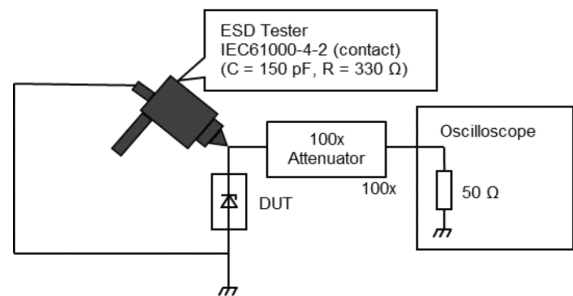 ESD Tester
IEC61000-4-2 (contact)
(C = 150 pF, R = 330 Ω)
100x
Attenuator
100x
Oscilloscope
50 Ω
DUT